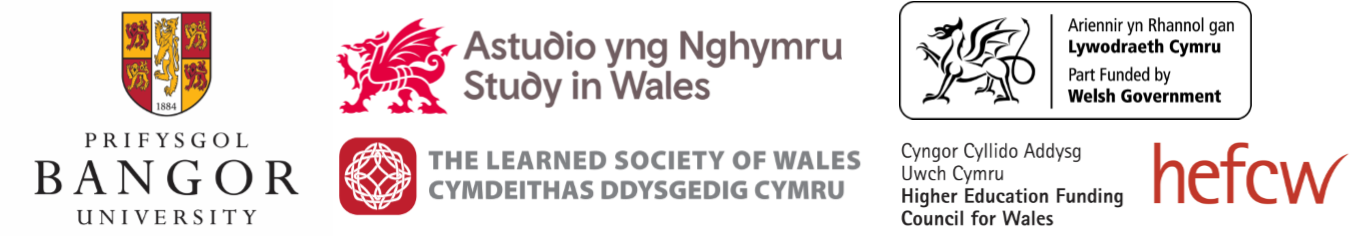 1884
PRIFYSGOL
BANGOR
UNIVERSITY
Astudio yng Nghymru
Study in Wales
THE LEARNED SOCIETY OF WALES
CYMDEITHAS DDYSGEDIG CYMRU
Ariennir yn Rhannol gan
Lywodraeth Cymru
Part Funded by
Welsh Government
Cyngor Cyllido Addysg
Uwch Cymru
Higher Education Funding
Council for Wales
hefcw